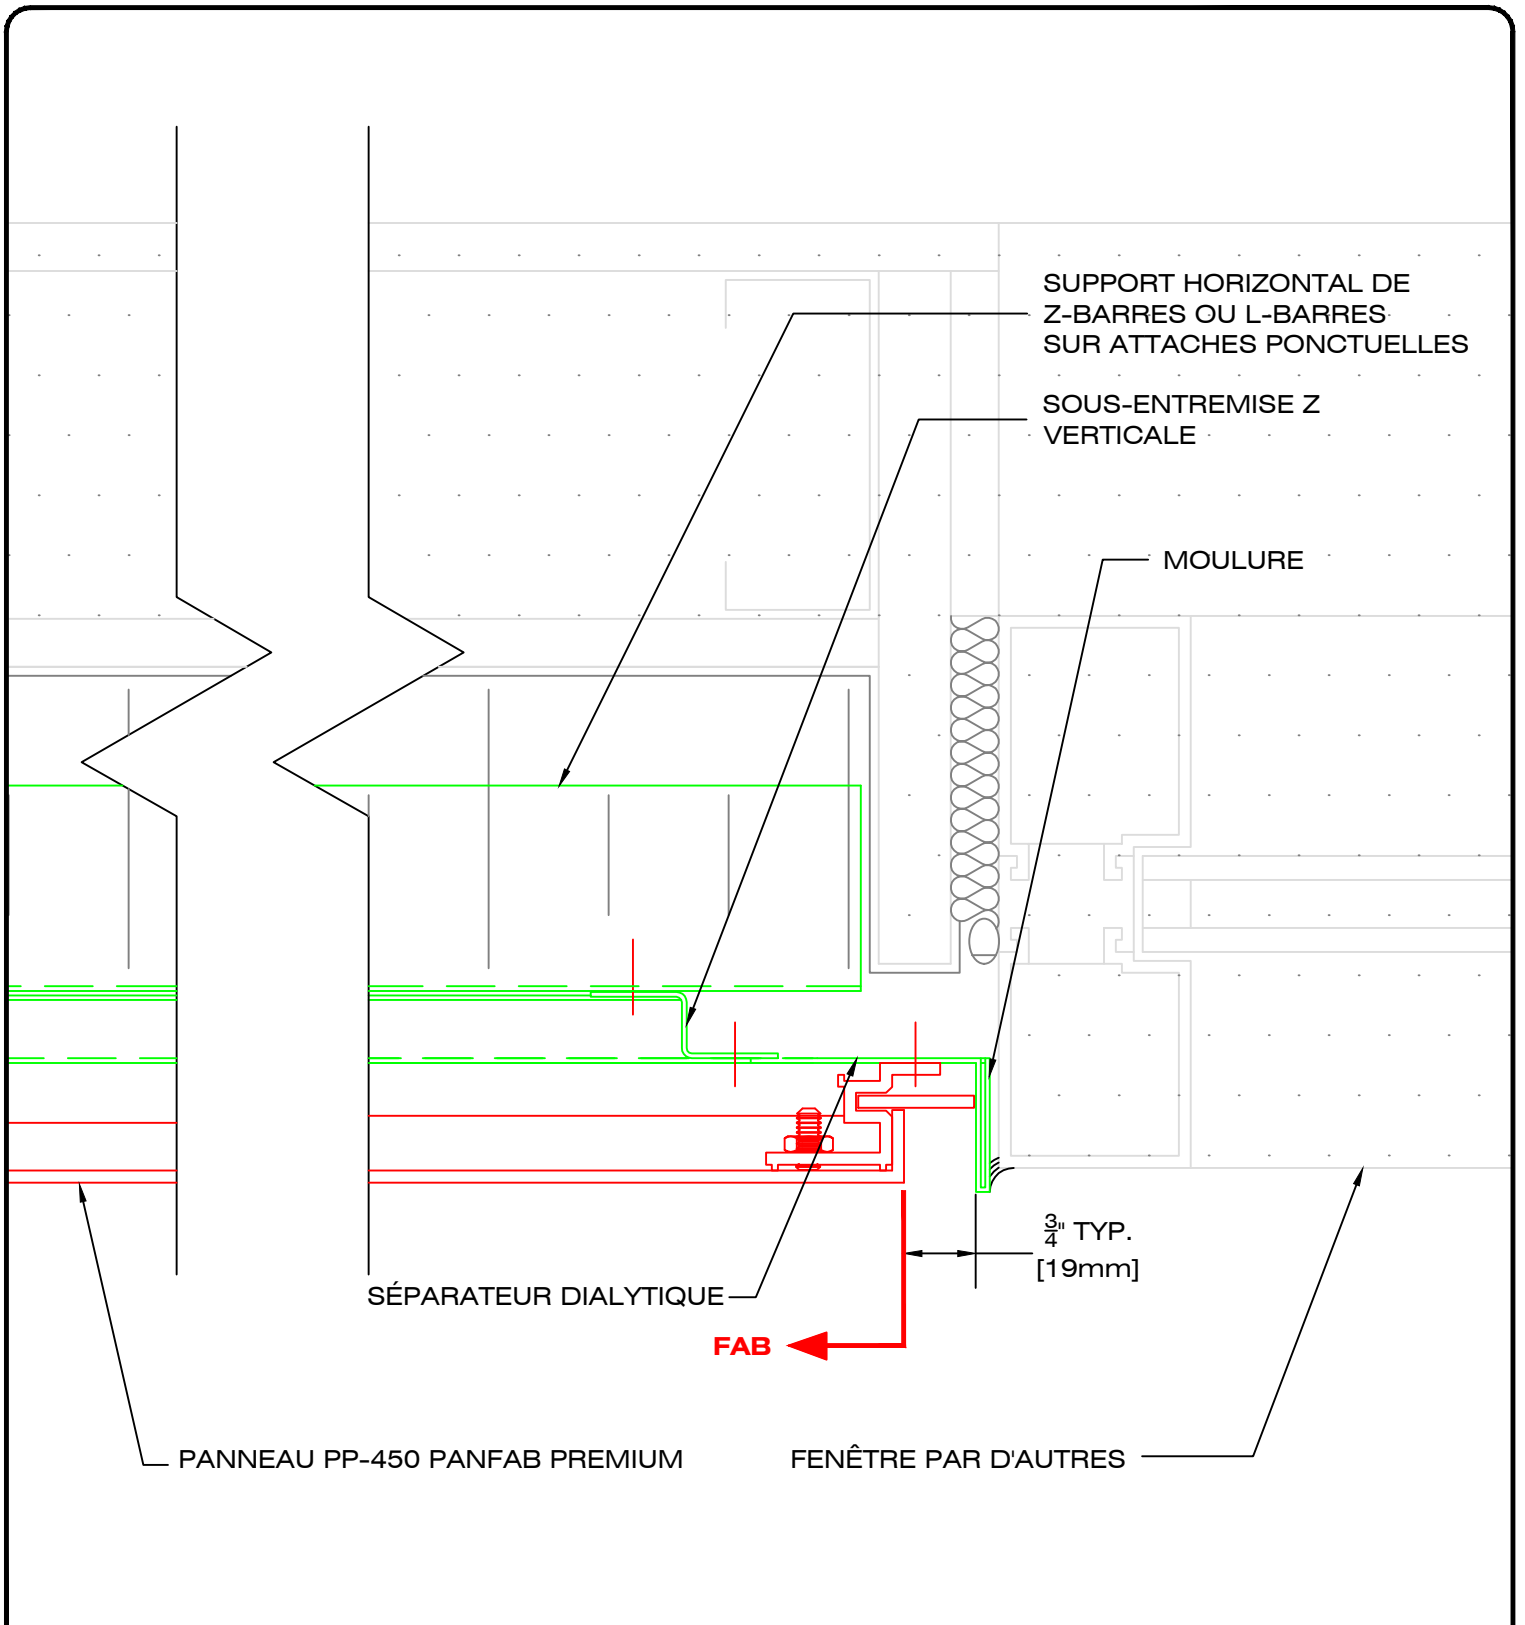 SUPPORT HORIZONTAL DE
Z-BARRES OU L-BARRES
SUR ATTACHES PONCTUELLES
SOUS-ENTREMISE Z
VERTICALE
MOULURE
3/4" TYP.
[19mm]
SÉPARATEUR DIALYTIQUE
FAB
PANNEAU PP-450 PANFAB PREMIUM
FENÊTRE PAR D'AUTRES